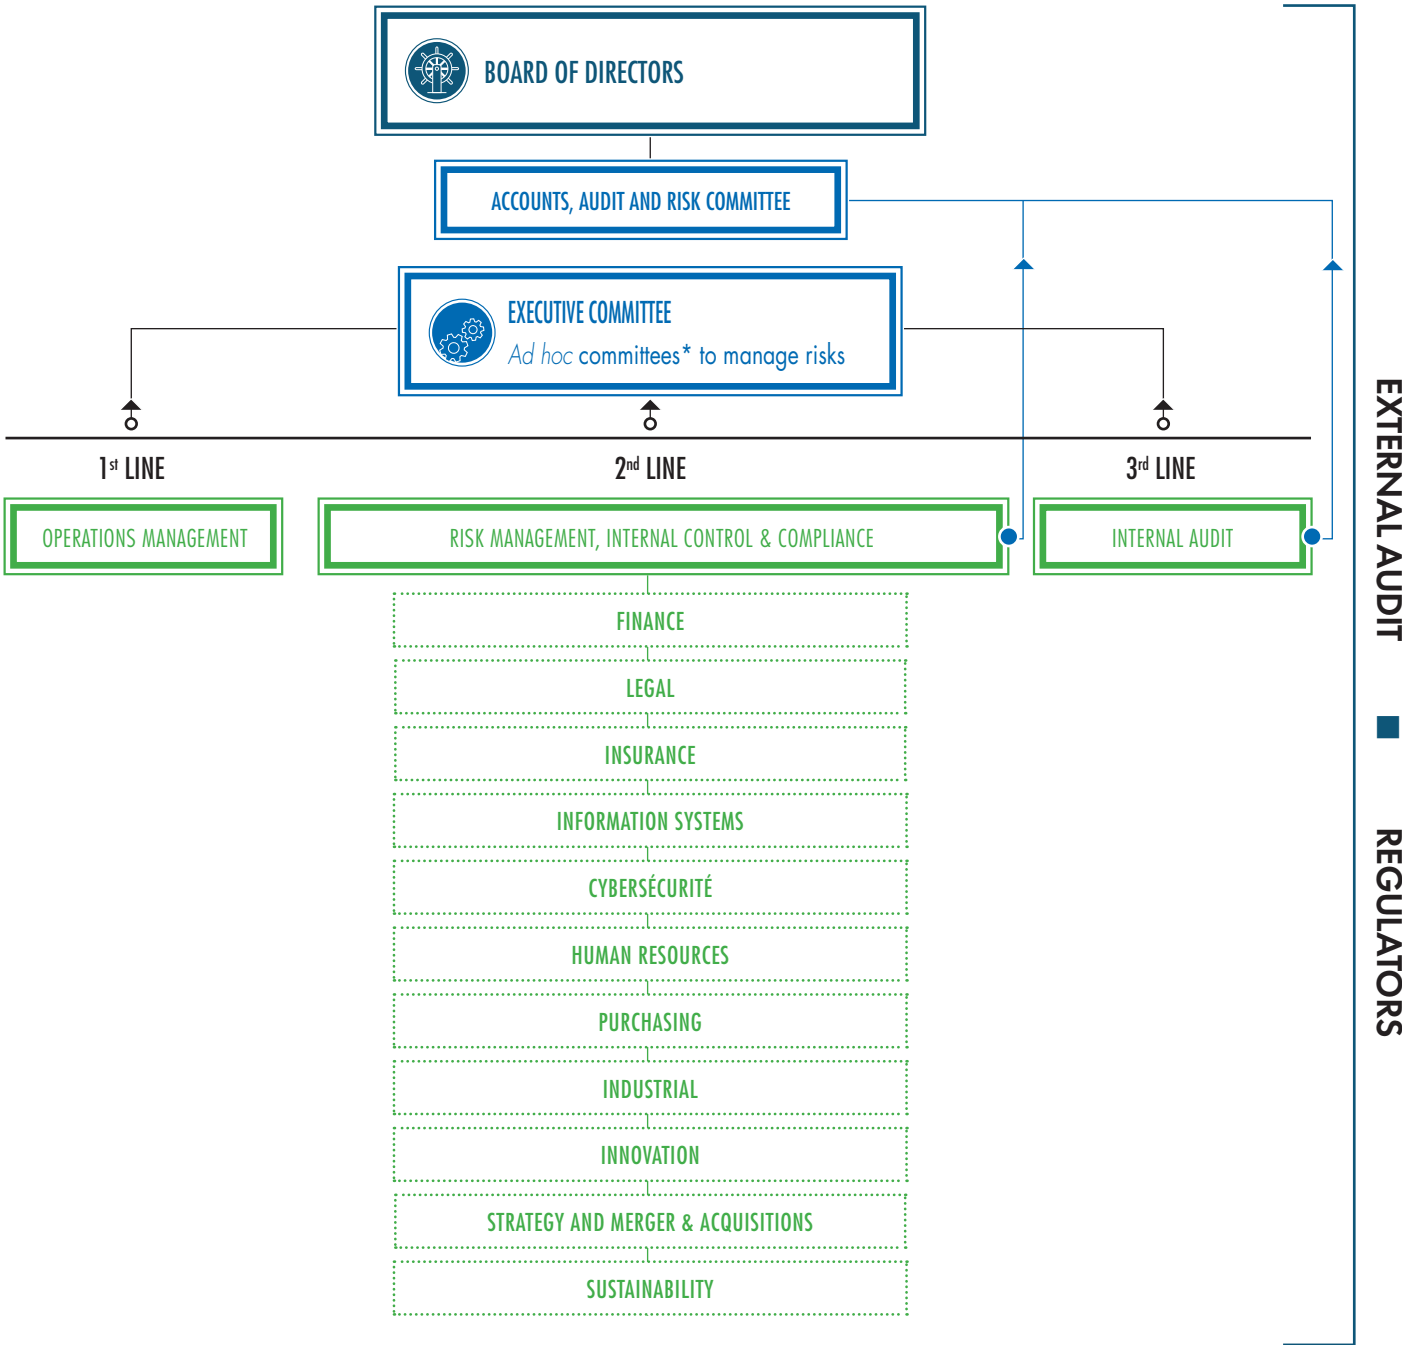 BOARD OF DIRECTORS
ACCOUNTS, AUDIT AND RISK COMMITTEE
EXECUTIVE COMMITTEE
Ad hoc committees* to manage risks
1st LINE
2nd LINE
3rd LINE
OPERATIONS MANAGEMENT
RISK MANAGEMENT, INTERNAL CONTROL & COMPLIANCE
INTERNAL AUDIT
FINANCE
LEGAL
INSURANCE
INFORMATION SYSTEMS
CYBERSÉCURITÉ
HUMAN RESOURCES
PURCHASING
INDUSTRIAL
INNOVATION
STRATEGY AND MERGER & ACQUISITIONS
SUSTAINABILITY
EXTERNAL AUDIT ■ REGULATORS